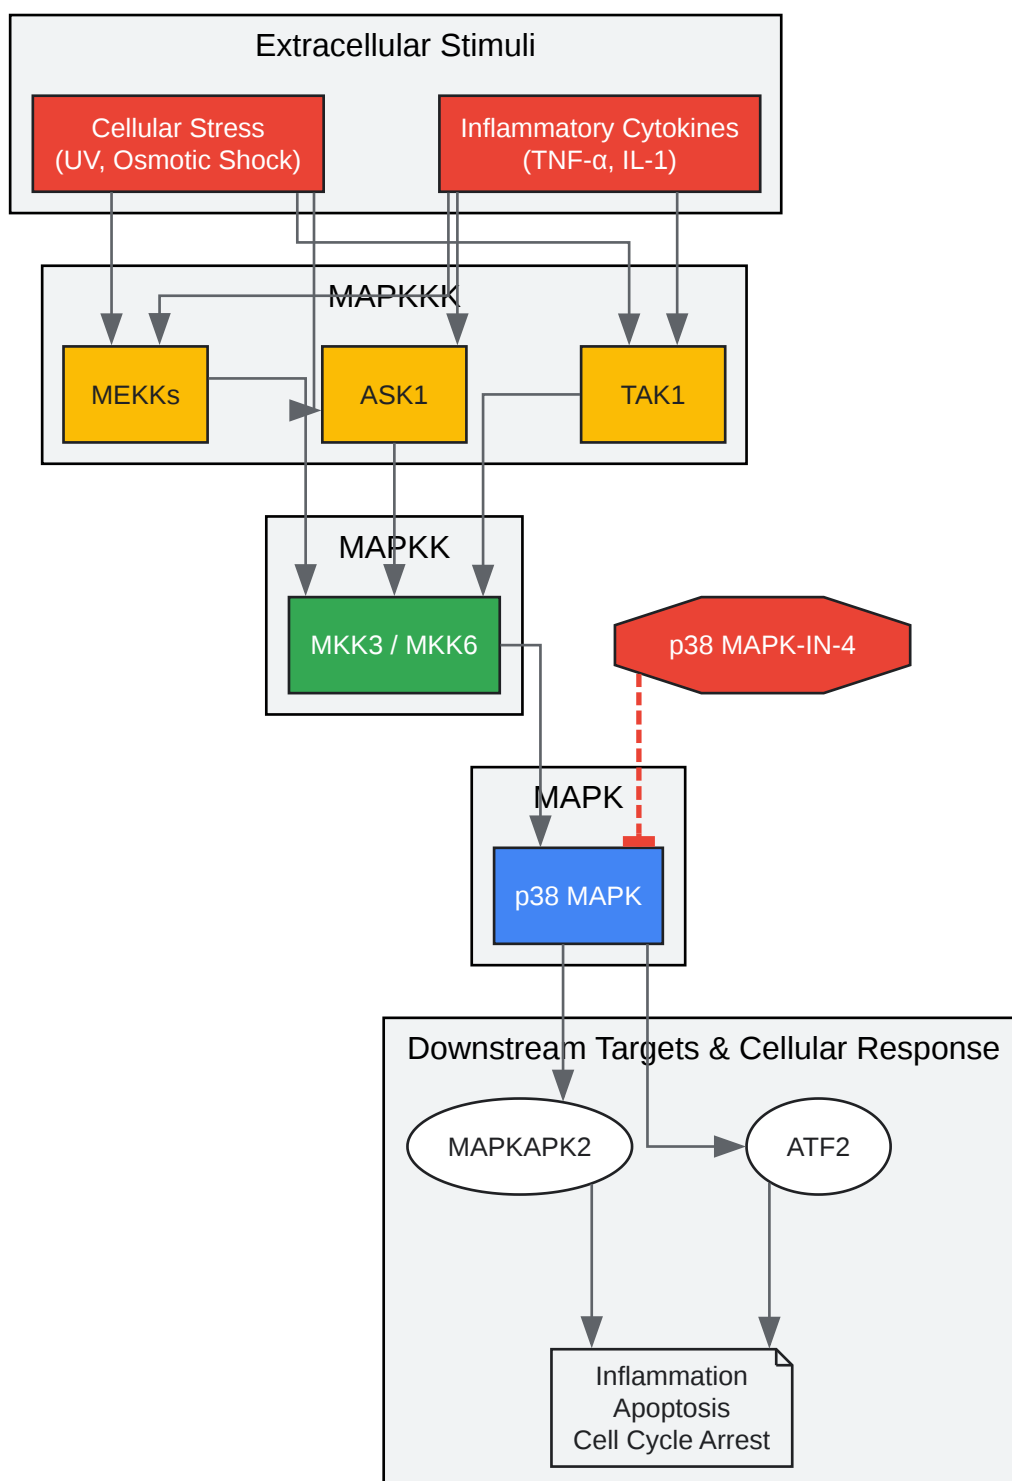 Extracellular Stimuli
Cellular Stress
(UV, Osmotic Shock)
Inflammatory Cytokines
(TNF-α, IL-1)
MAPKKK
MEKKs
ASK1
TAK1
MAPKK
MKK3 / MKK6
p38 MAPK-IN-4
MAPK
p38 MAPK
Downstream Targets & Cellular Response
MAPKAPK2
ATF2
Inflammation
Apoptosis
Cell Cycle Arrest